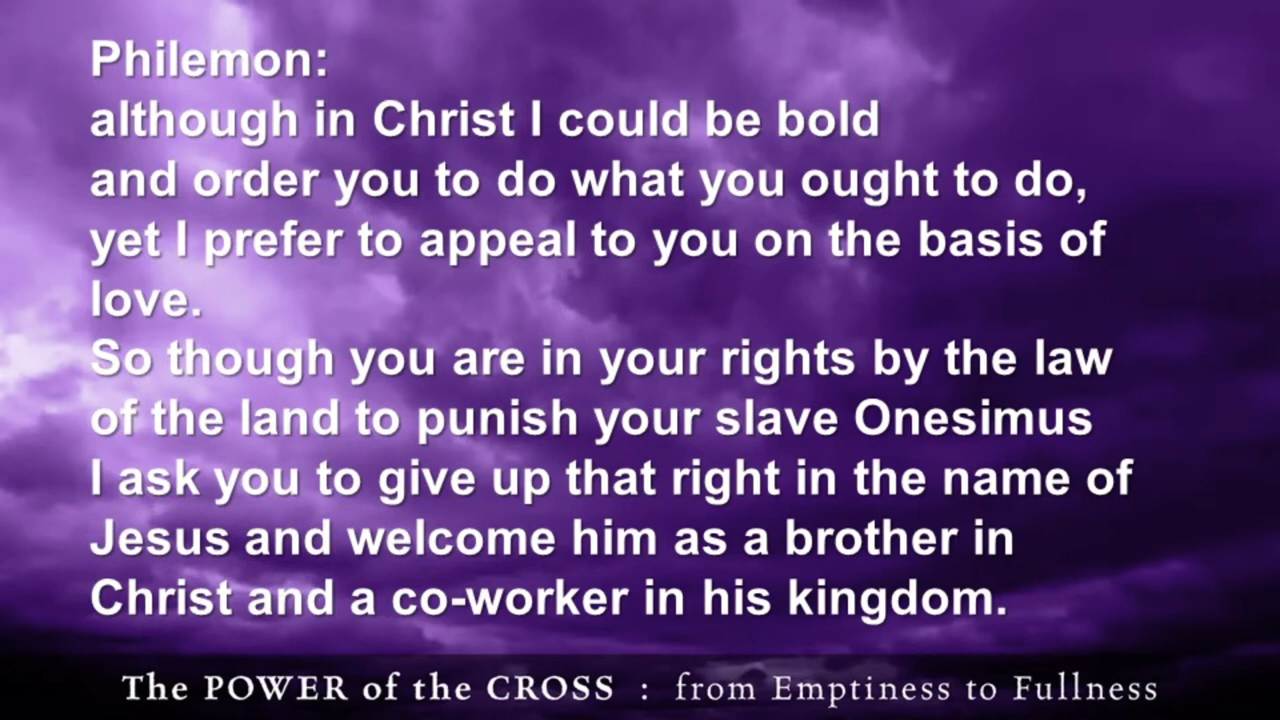 Philemon:
although in Christ I could be bold
and order you to do what you ought to do,
yet I prefer to appeal to you on the basis of
love.
So though you are in your rights by the law
of the land to punish your slave Onesimus
I ask you to give up that right in the name of
Jesus and welcome him as a brother in
Christ and a co-worker in his kingdom.
The POWER of the CROSS : from Emptiness to Fullness